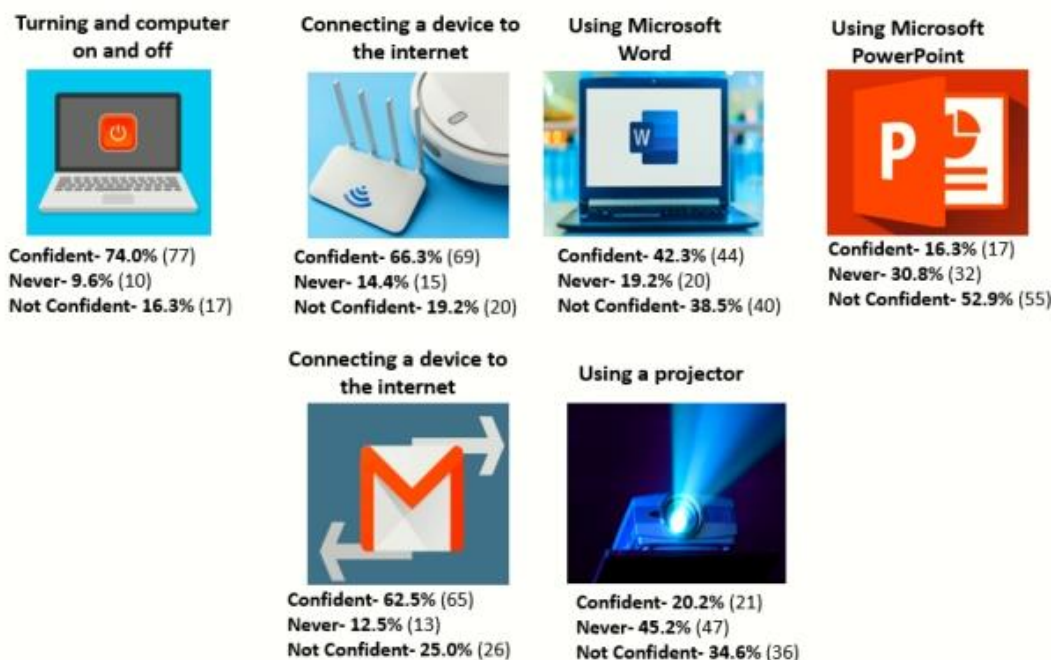 Turning and computer
on and off
Confident- 74.0% (77)
Never- 9.6% (10)
Not Confident- 16.3% (17)
Connecting a device to
the internet
Confident- 66.3% (69)
Never- 14.4% (15)
Not Confident- 19.2% (20)
Using Microsoft
Word
W
Confident- 42.3% (44)
Never- 19.2% (20)
Not Confident- 38.5% (40)
Using Microsoft
PowerPoint
P
Confident- 16.3% (17)
Never- 30.8% (32)
Not Confident- 52.9% (55)
Connecting a device to
the internet
Confident- 62.5% (65)
Never- 12.5% (13)
Not Confident- 25.0% (26)
Using a projector
Confident- 20.2% (21)
Never- 45.2% (47)
Not Confident- 34.6% (36)